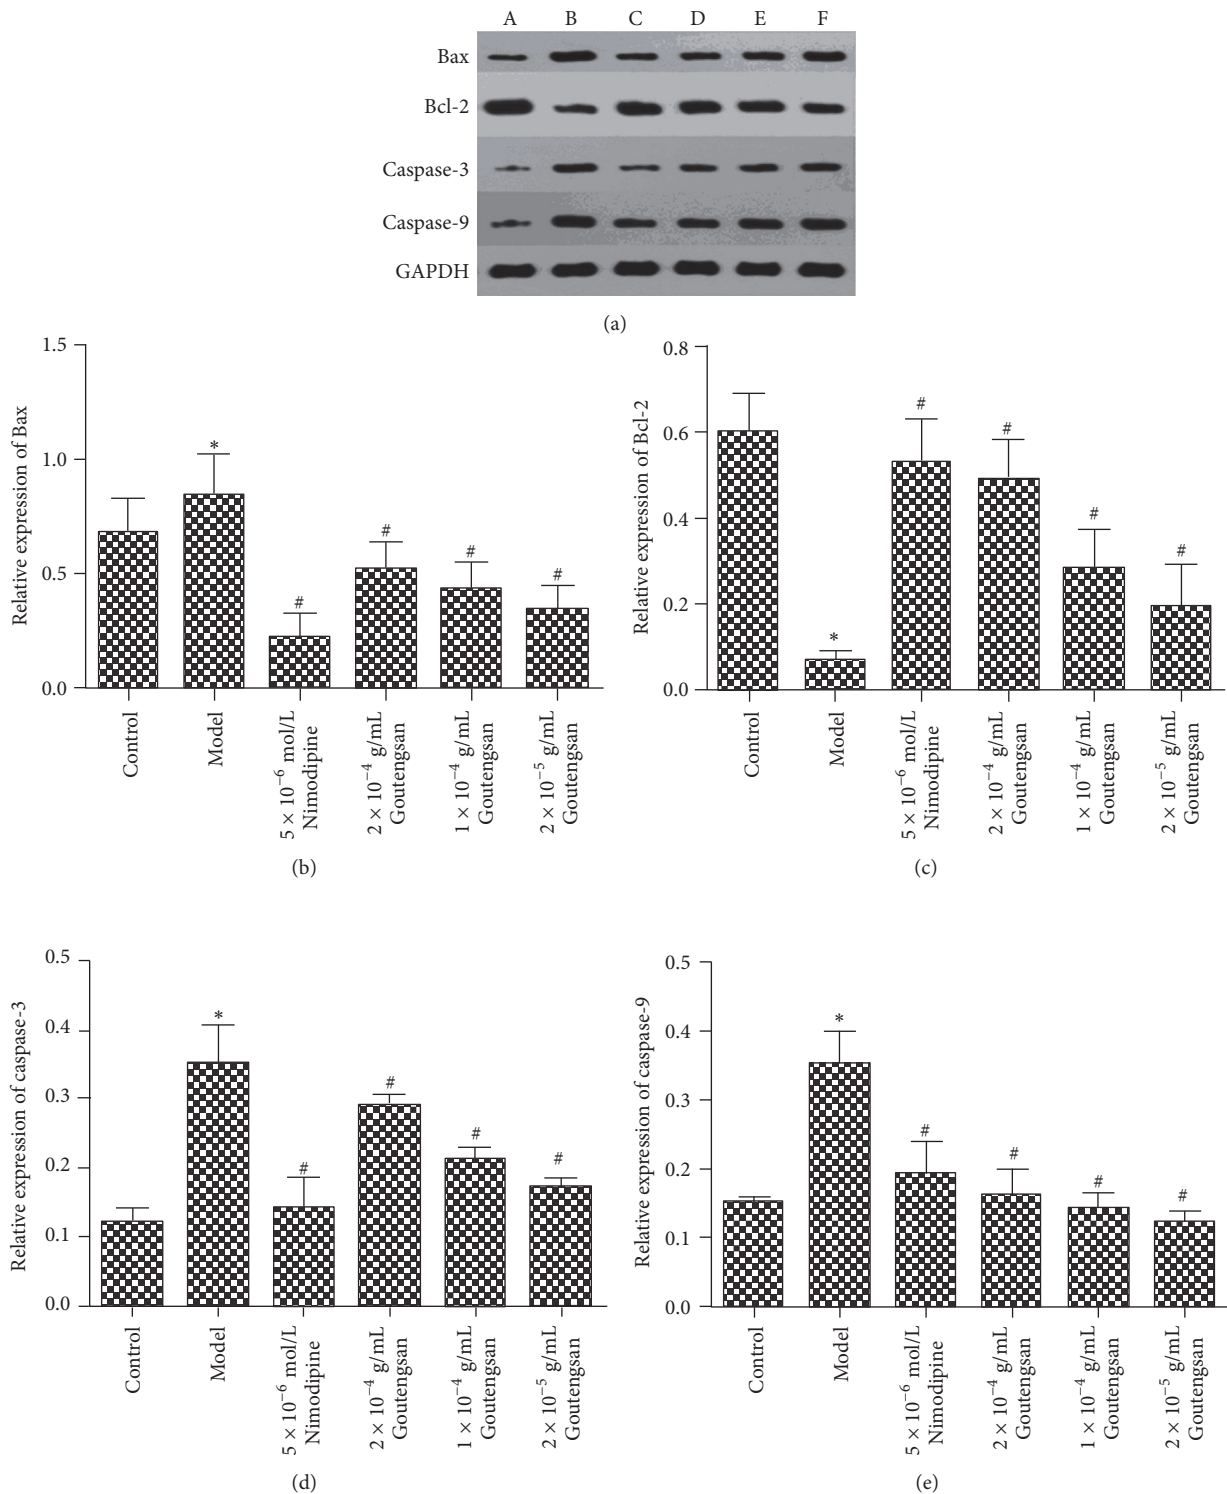 A B C D E F
Bax
Bcl-2
Caspase-3
Caspase-9
GAPDH
(a)
Relative expression of Bax
1.5
1.0
0.5
0.0
*
#
#
#
#
Control
Model
5 × 10⁻⁶ mol/L
Nimodipine
2 × 10⁻⁴ g/mL
Goutengsan
1 × 10⁻⁴ g/mL
Goutengsan
2 × 10⁻⁵ g/mL
Goutengsan
(b)
Relative expression of Bcl-2
0.8
0.6
0.4
0.2
0.0
*
#
#
#
#
Control
Model
5 × 10⁻⁶ mol/L
Nimodipine
2 × 10⁻⁴ g/mL
Goutengsan
1 × 10⁻⁴ g/mL
Goutengsan
2 × 10⁻⁵ g/mL
Goutengsan
(c)
Relative expression of caspase-3
0.5
0.4
0.3
0.2
0.1
0.0
*
#
#
#
#
Control
Model
5 × 10⁻⁶ mol/L
Nimodipine
2 × 10⁻⁴ g/mL
Goutengsan
1 × 10⁻⁴ g/mL
Goutengsan
2 × 10⁻⁵ g/mL
Goutengsan
(d)
Relative expression of caspase-9
0.5
0.4
0.3
0.2
0.1
0.0
*
#
#
#
#
Control
Model
5 × 10⁻⁶ mol/L
Nimodipine
2 × 10⁻⁴ g/mL
Goutengsan
1 × 10⁻⁴ g/mL
Goutengsan
2 × 10⁻⁵ g/mL
Goutengsan
(e)